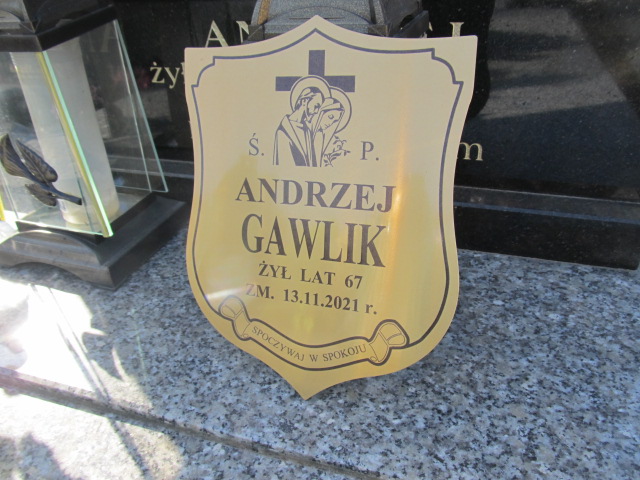 Ś. P.
ANDRZEJ
GAWLIK
ŻYŁ LAT 67
ZM. 13.11.2021 r.
SPOCZYWAJ W SPOKOJU